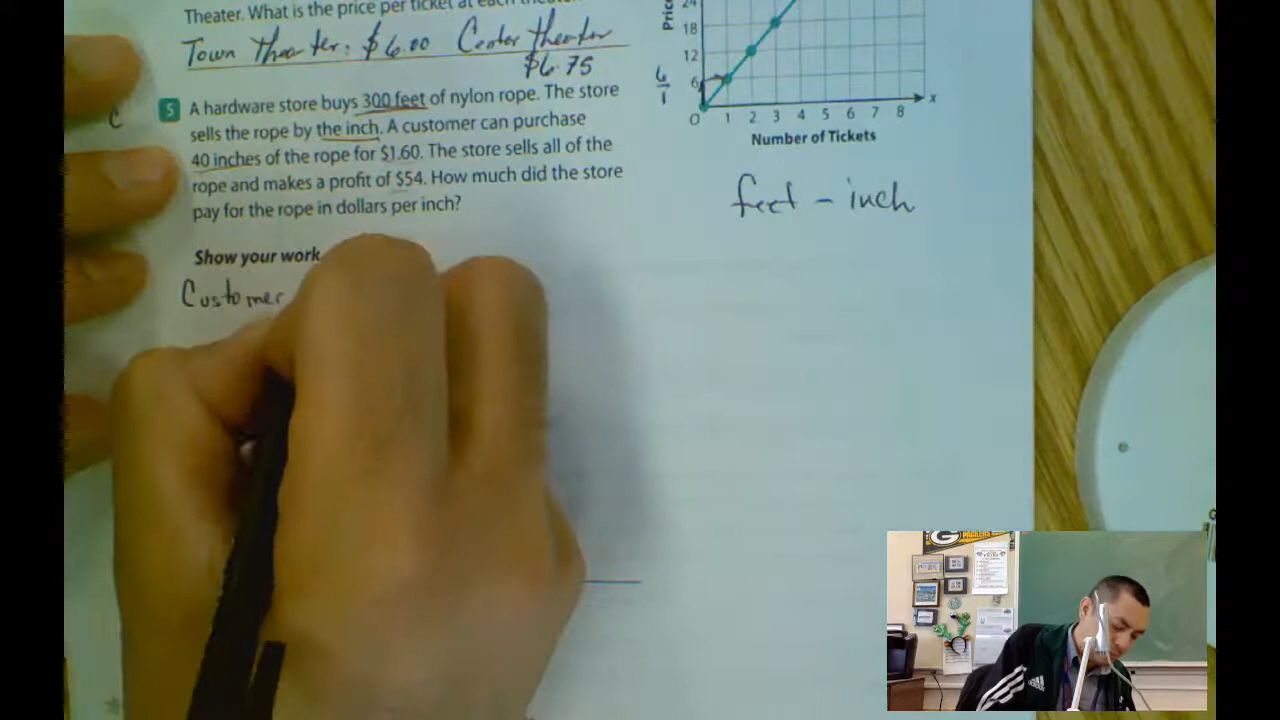 Theater. What is the price per ticket at each theater
Town Theater: $6.00 Center theater
$6.75
5 A hardware store buys 300 feet of nylon rope. The store
sells the rope by the inch. A customer can purchase
40 inches of the rope for $1.60. The store sells all of the
rope and makes a profit of $54. How much did the store
pay for the rope in dollars per inch?
Show your work
Customer
C
24
18
12
6
6
1
O 1 2 3 4 5 6 7 8 x
Number of Tickets
feet - inch
G